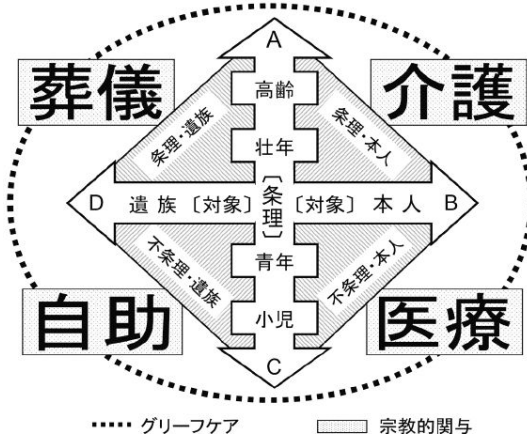 A
葬儀
介護
高齢
条理・遺族
条理・本人
壮年
D
遺族〔対象〕
〔条理〕
〔対象〕本人
B
青年
不条理・遺族
不条理・本人
自助
医療
小児
C
グリーフケア
宗教的関与